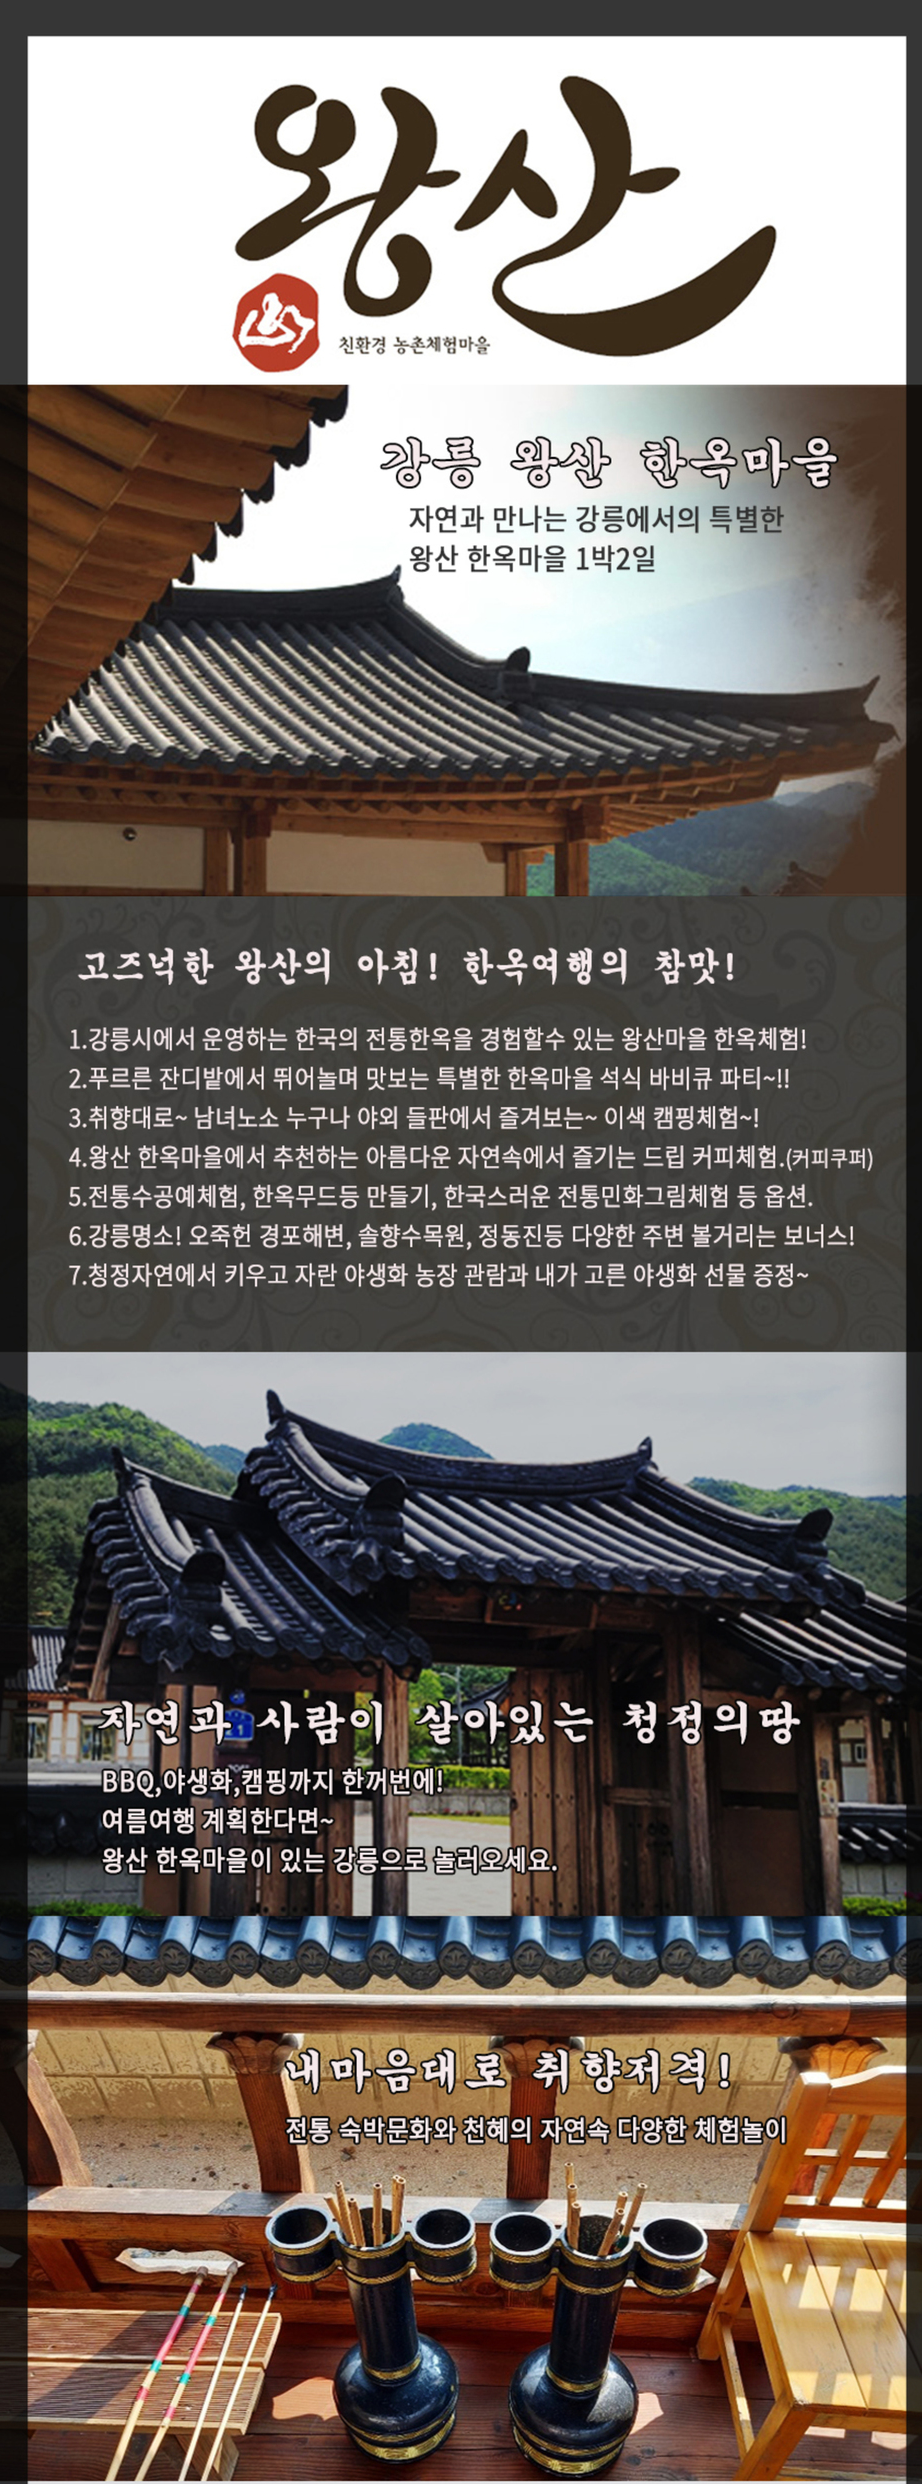 왕산
친환경 농촌체험마을
강릉 왕산 한옥마을
자연과 만나는 강릉에서의 특별한
왕산 한옥마을 1박2일
고즈넉한 왕산의 아침! 한옥여행의 참맛!
1.강릉시에서 운영하는 한국의 전통한옥을 경험할수 있는 왕산마을 한옥체험!
2.푸르른 잔디밭에서 뛰어놀며 맛보는 특별한 한옥마을 석식 바비큐 파티~!!
3.취향대로~ 남녀노소 누구나 야외 들판에서 즐겨보는~ 이색 캠핑체험~!
4.왕산 한옥마을에서 추천하는 아름다운 자연속에서 즐기는 드립 커피체험.(커피쿠퍼)
5.전통수공예체험, 한옥무드등 만들기, 한국스러운 전통민화그림체험 등 옵션.
6.강릉명소! 오죽헌 경포해변, 솔향수목원, 정동진등 다양한 주변 볼거리는 보너스!
7.청정자연에서 키우고 자란 야생화 농장 관람과 내가 고른 야생화 선물 증정~
자연과 사람이 살아있는 청정의땅
1
BBQ,야생화,캠핑까지 한꺼번에!
여름여행 계획한다면~
왕산 한옥마을이 있는 강릉으로 놀러오세요.
내마음대로 취향저격!
전통 숙박문화와 천혜의 자연속 다양한 체험놀이